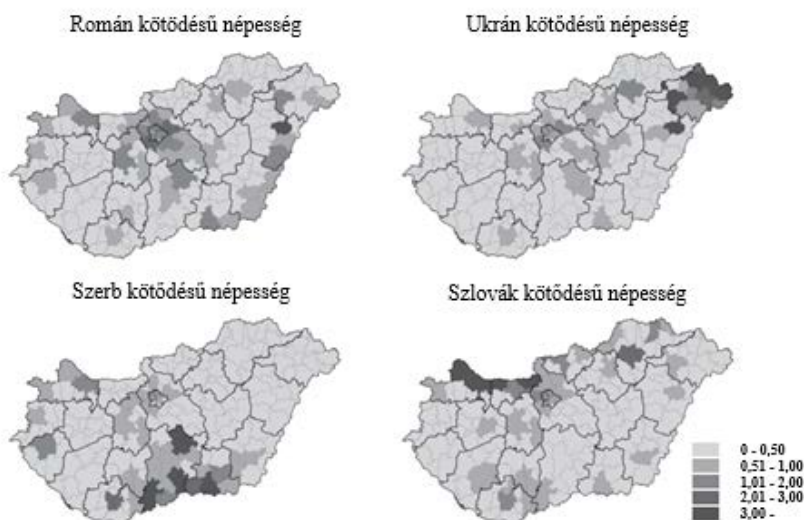 Román kötödésű népesség
Ukrán kötődésű népesség
Szerb kötődésű népesség
Szlovák kötődésű népesség
0 - 0,50
0,51 - 1,00
1,01 - 2,00
2,01 - 3,00
3,00 -